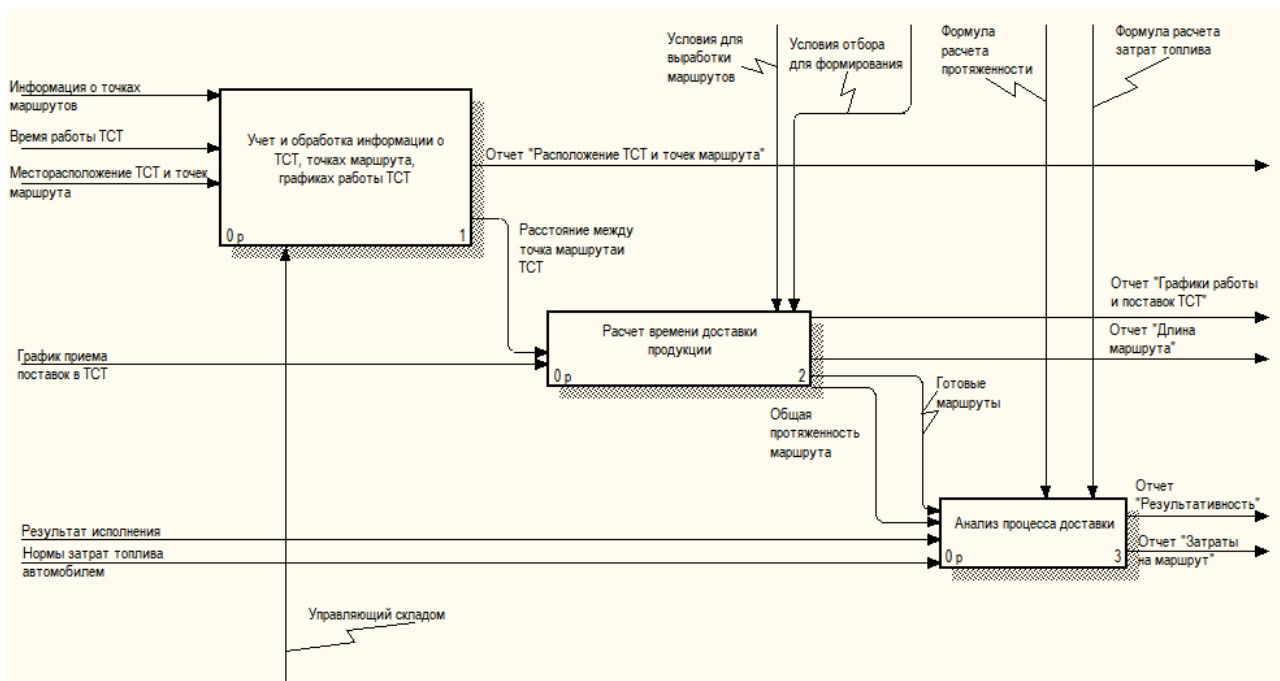 Условия для
выработки
маршрутов
Условия отбора
для формирования
Формула
расчета
протяженности
Формула расчета
затрат топлива
Информация о точках
маршрутов
Время работы ТСТ
Месторасположение ТСТ и точек
маршрута
Учет и обработка информации о
ТСТ, точках маршрута,
графиках работы ТСТ
0 р
1
Отчет "Расположение ТСТ и точек маршрута"
Расстояние между
точка маршрутаи
ТСТ
Отчет "Графики работы
и поставок ТСТ"
Отчет "Длина
маршрута"
График приема
поставок в ТСТ
Расчет времени доставки
продукции
0 р
2
Готовые
маршруты
Общая
протяженность
маршрута
Отчет
"Результативность"
Отчет "Затраты
на маршрут"
Анализ процесса доставки
0 р
3
Результат исполнения
Нормы затрат топлива
автомобилем
Управляющий складом